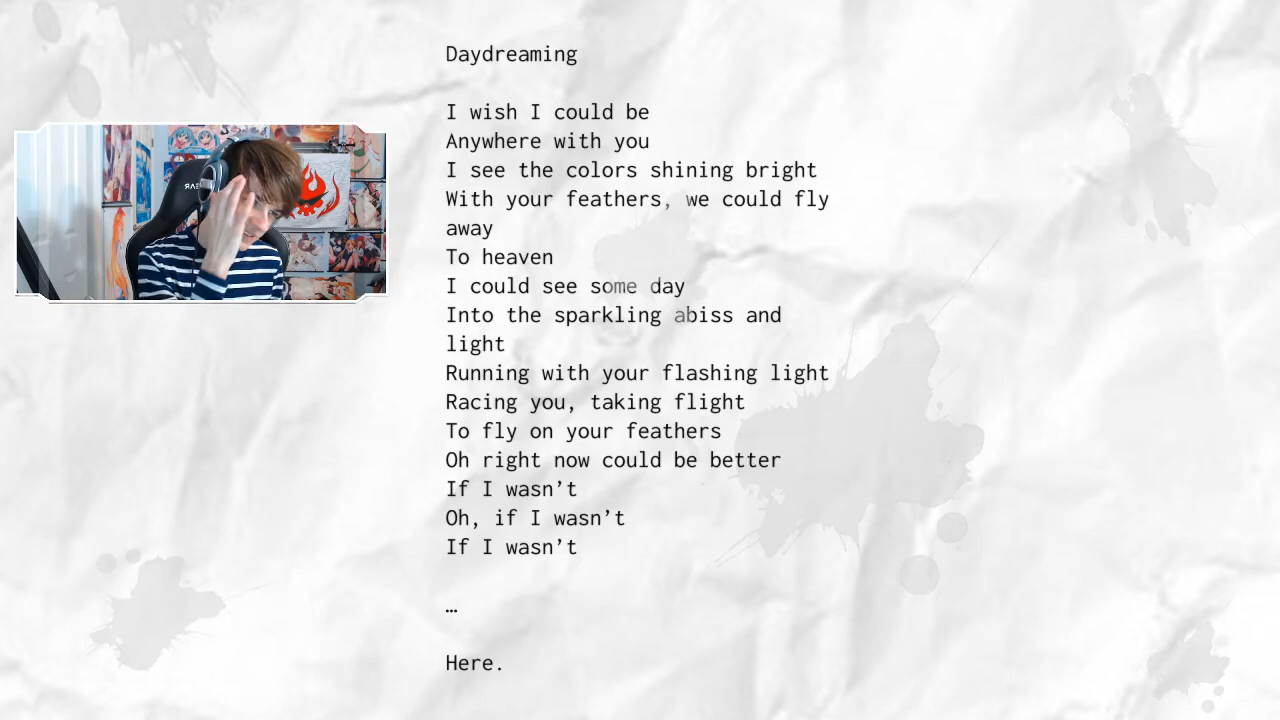 Daydreaming
I wish I could be
Anywhere with you
I see the colors shining bright
With your feathers, we could fly
away
To heaven
I could see some day
Into the sparkling abiss and
light
Running with your flashing light
Racing you, taking flight
To fly on your feathers
Oh right now could be better
If I wasn’t
Oh, if I wasn’t
If I wasn’t
…
Here.